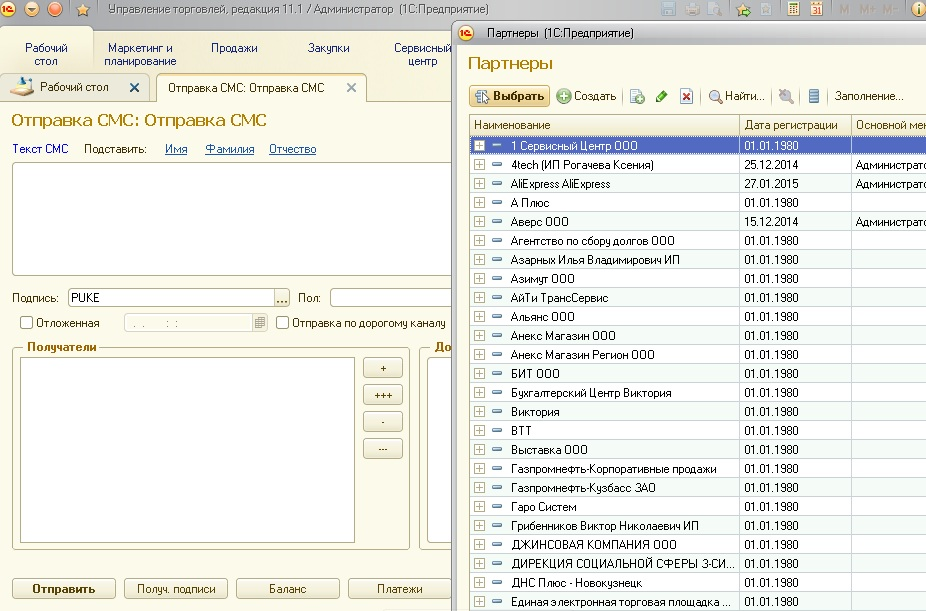 Управление торговлей, редакция 11.1 / Администратор (1С:Предприятие)
M M+ M-
Рабочий стол
Маркетинг и планирование
Продажи
Закупки
Сервисный центр
Рабочий стол
Отправка СМС: Отправка СМС
Отправка СМС: Отправка СМС
Текст СМС Подставить: Имя Фамилия Отчество
Подпись: PUKE ... Пол:
Отложенная . . : : Отправка по дорогому каналу
Получатели
До
+
+++
-
---
Отправить Получ. подписи Баланс Платежи
Партнеры (1С:Предприятие)
Партнеры
Выбрать Создать Найти... Заполнение...
Наименование Дата регистрации Основной мен
1 Сервисный Центр ООО 01.01.1980
4tech (ИП Рогачева Ксения) 25.12.2014 Администрато
AliExpress AliExpress 27.01.2015 Администрато
А Плюс 01.01.1980
Аверс ООО 15.12.2014 Администрато
Агентство по сбору долгов ООО 01.01.1980
Азарных Илья Владимирович ИП 01.01.1980
Азимут ООО 01.01.1980
АйТи ТрансСервис 01.01.1980
Альянс ООО 01.01.1980
Анекс Магазин ООО 01.01.1980
Анекс Магазин Регион ООО 01.01.1980
БИТ ООО 01.01.1980
Бухгалтерский Центр Виктория 01.01.1980
Виктория 01.01.1980
ВТТ 01.01.1980
Выставка ООО 01.01.1980
Газпромнефть-Корпоративные продажи 01.01.1980
Газпромнефть-Кузбасс ЗАО 01.01.1980
Гаро Систем 01.01.1980
Грибенников Виктор Николаевич ИП 01.01.1980
ДЖИНСОВАЯ КОМПАНИЯ ООО 01.01.1980
ДИРЕКЦИЯ СОЦИАЛЬНОЙ СФЕРЫ З-СИ... 01.01.1980
ДНС Плюс - Новокузнецк 01.01.1980
Единая электронная торговая площадка ... 01.01.1980